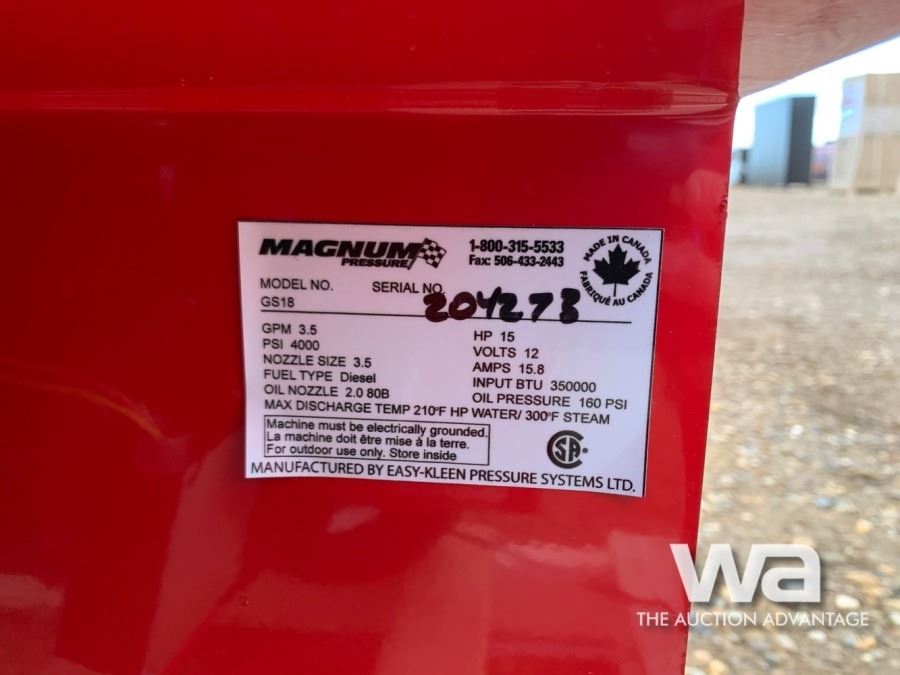 MAGNUM
PRESSURE
1-800-315-5533
Fax: 506-433-2443
MADE IN CANADA
FABRIQUÉ AU CANADA
MODEL NO.
GS18
SERIAL NO.
204273
GPM 3.5
PSI 4000
NOZZLE SIZE 3.5
FUEL TYPE Diesel
OIL NOZZLE 2.0 80B
HP 15
VOLTS 12
AMPS 15.8
INPUT BTU 350000
OIL PRESSURE 160 PSI
MAX DISCHARGE TEMP 210°F HP WATER/ 300°F STEAM
Machine must be electrically grounded.
La machine doit être mise à la terre.
For outdoor use only. Store inside
CSA
MANUFACTURED BY EASY-KLEEN PRESSURE SYSTEMS LTD.
wa
THE AUCTION ADVANTAGE